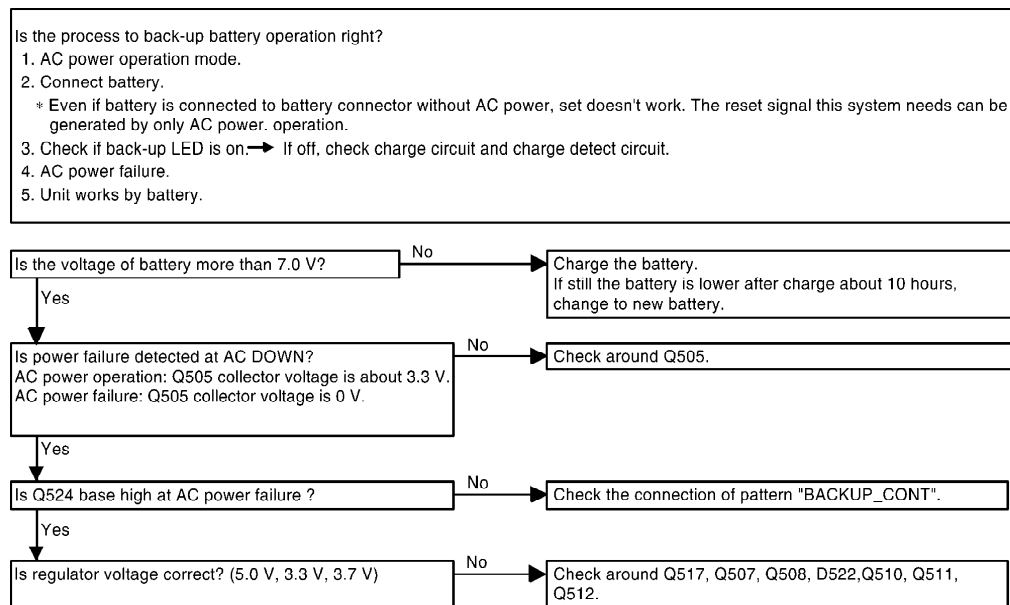 Is the process to back-up battery operation right?
1. AC power operation mode.
2. Connect battery.
* Even if battery is connected to battery connector without AC power, set doesn't work. The reset signal this system needs can be
generated by only AC power. operation.
3. Check if back-up LED is on. → If off, check charge circuit and charge detect circuit.
4. AC power failure.
5. Unit works by battery.
Is the voltage of battery more than 7.0 V?
No
Charge the battery.
If still the battery is lower after charge about 10 hours,
change to new battery.
Yes
Is power failure detected at AC DOWN?
AC power operation: Q505 collector voltage is about 3.3 V.
AC power failure: Q505 collector voltage is 0 V.
No
Check around Q505.
Yes
Is Q524 base high at AC power failure ?
No
Check the connection of pattern "BACKUP_CONT".
Yes
Is regulator voltage correct? (5.0 V, 3.3 V, 3.7 V)
No
Check around Q517, Q507, Q508, D522,Q510, Q511,
Q512.